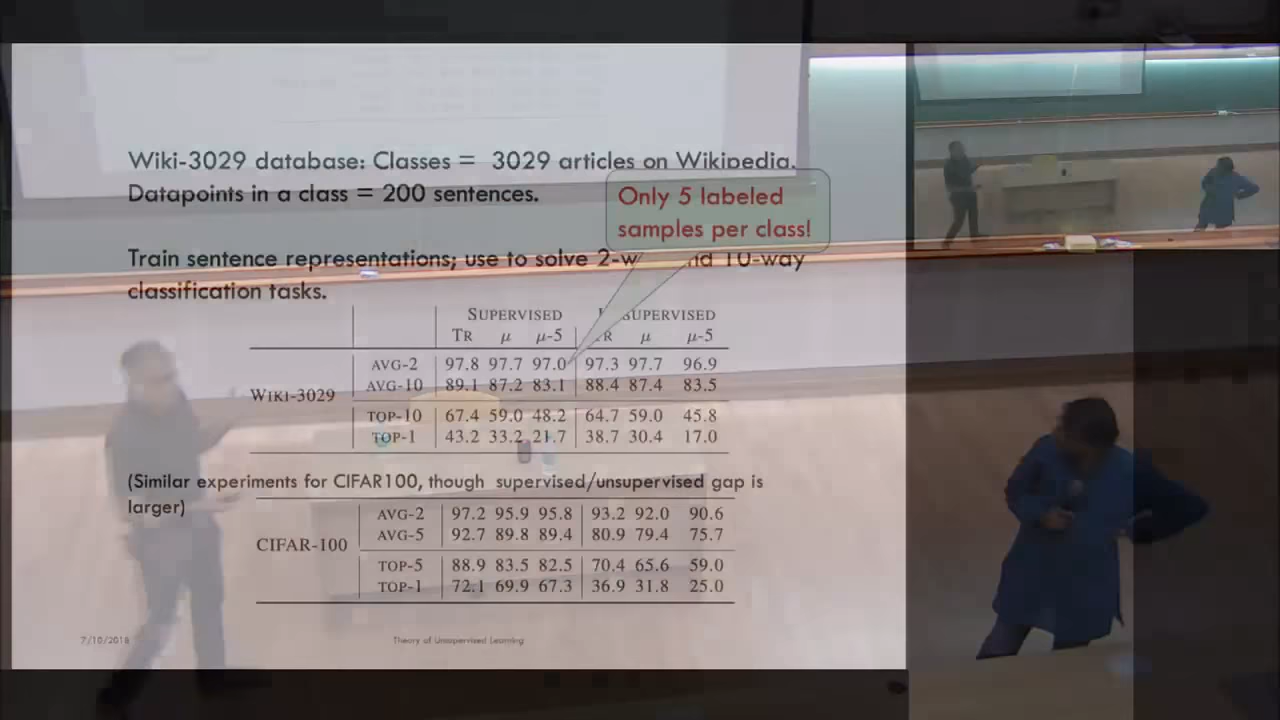 Wiki-3029 database: Classes = 3029 articles on Wikipedia.
Datapoints in a class = 200 sentences.
Only 5 labeled
samples per class!
Train sentence representations; use to solve 2-w 10-way
classification tasks.
SUPERVISED SUPERVISED
TR μ μ-5 TR μ μ-5
WIKI-3029
AVG-2 97.8 97.7 97.0 97.3 97.7 96.9
AVG-10 89.1 87.2 83.1 88.4 87.4 83.5
TOP-10 67.4 59.0 48.2 64.7 59.0 45.8
TOP-1 43.2 33.2 21.7 38.7 30.4 17.0
(Similar experiments for CIFAR100, though supervised/unsupervised gap is
larger)
CIFAR-100
AVG-2 97.2 95.9 95.8 93.2 92.0 90.6
AVG-5 92.7 89.8 89.4 80.9 79.4 75.7
TOP-5 88.9 83.5 82.5 70.4 65.6 59.0
TOP-1 72.1 69.9 67.3 36.9 31.8 25.0
7/10/2018 Theory of Unsupervised Learning